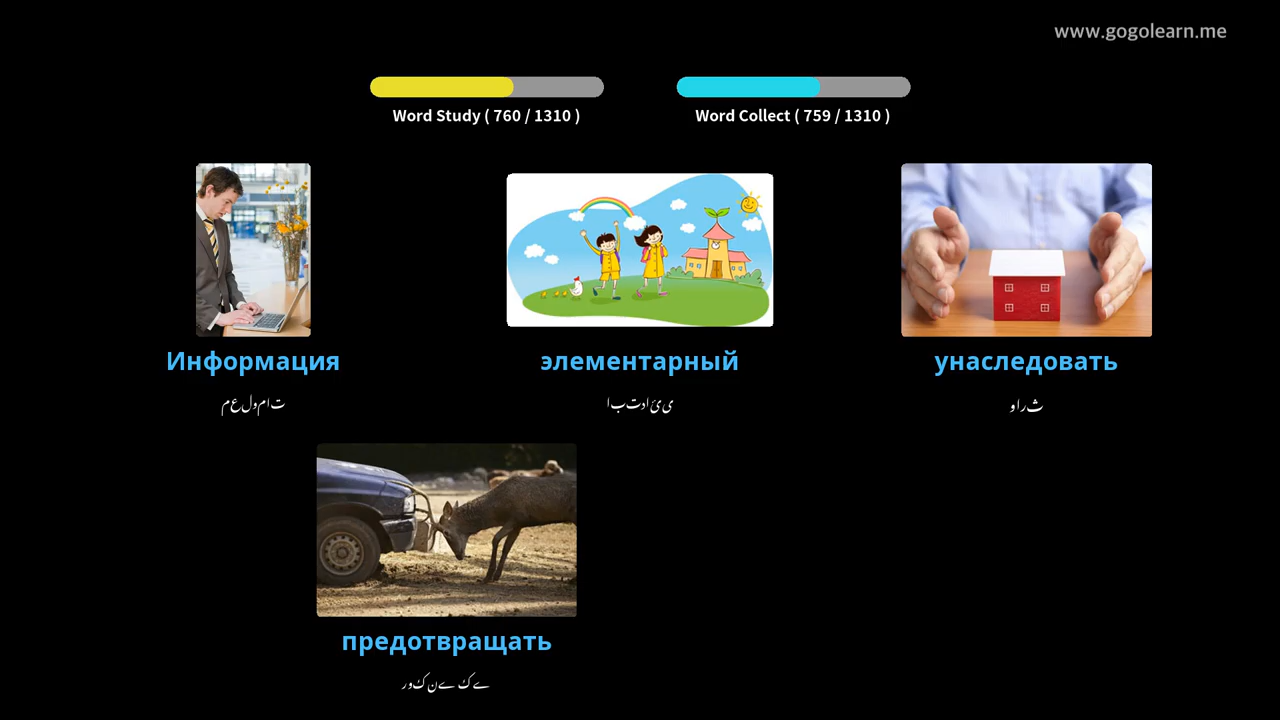 www.gogolearn.me
Word Study ( 760 / 1310 )
Word Collect ( 759 / 1310 )
Информация
معلومات
элементарный
ابتدائی
унаследовать
وارث
предотвращать
روکنے کے